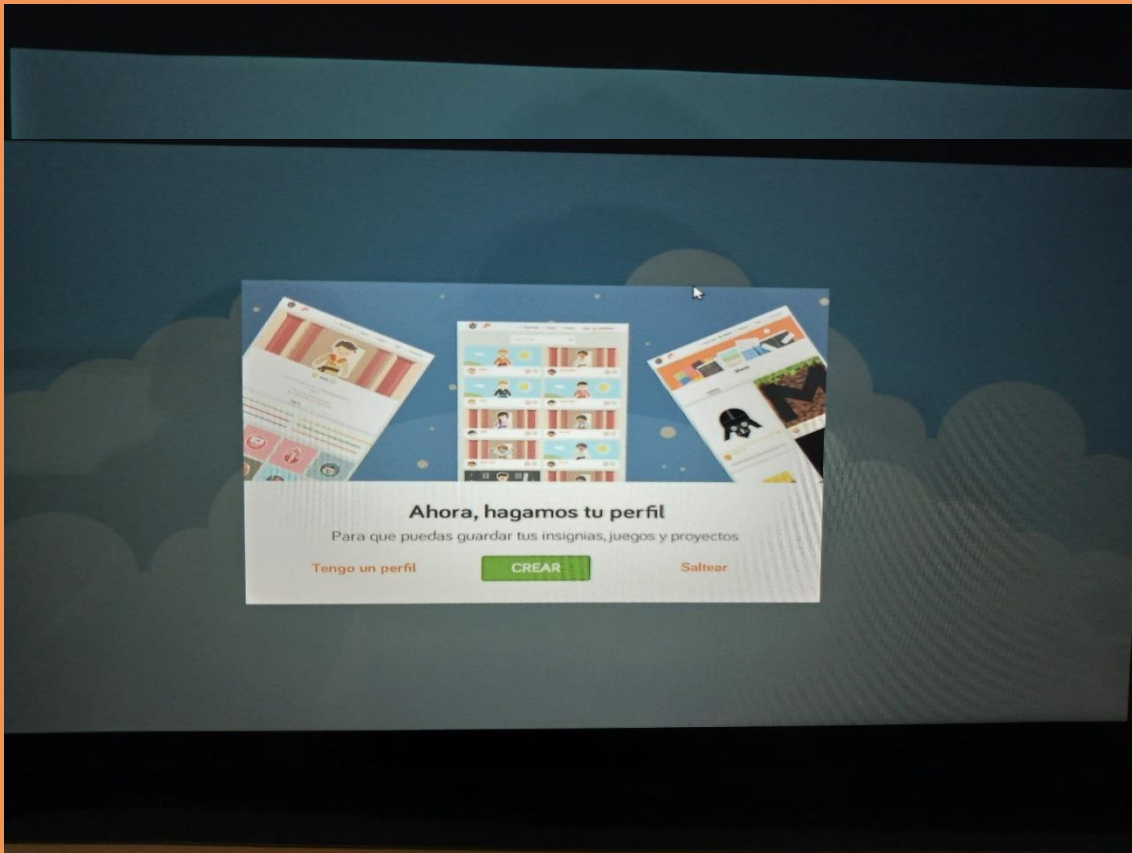 Ahora, hagamos tu perfil
Para que puedas guardar tus insignias, juegos y proyectos
Tengo un perfil
CREAR
Saltear